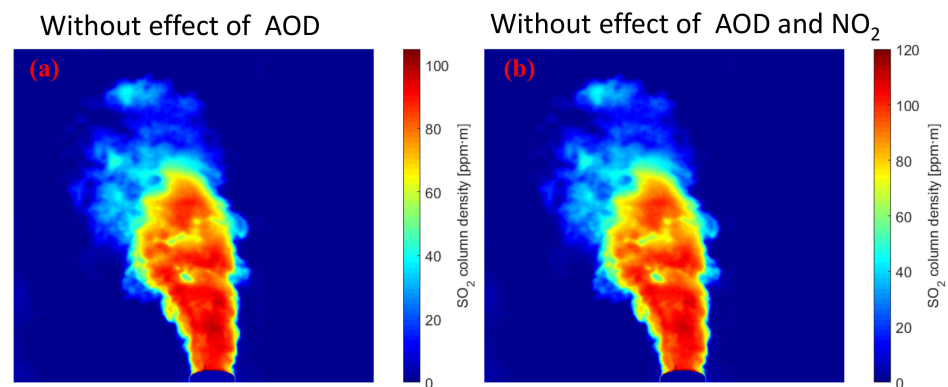 Without effect of AOD
Without effect of AOD and NO₂
(a)
100
80
60
40
20
0
SO₂ column density [ppm·m]
(b)
120
100
80
60
40
20
0
SO₂ column density [ppm·m]